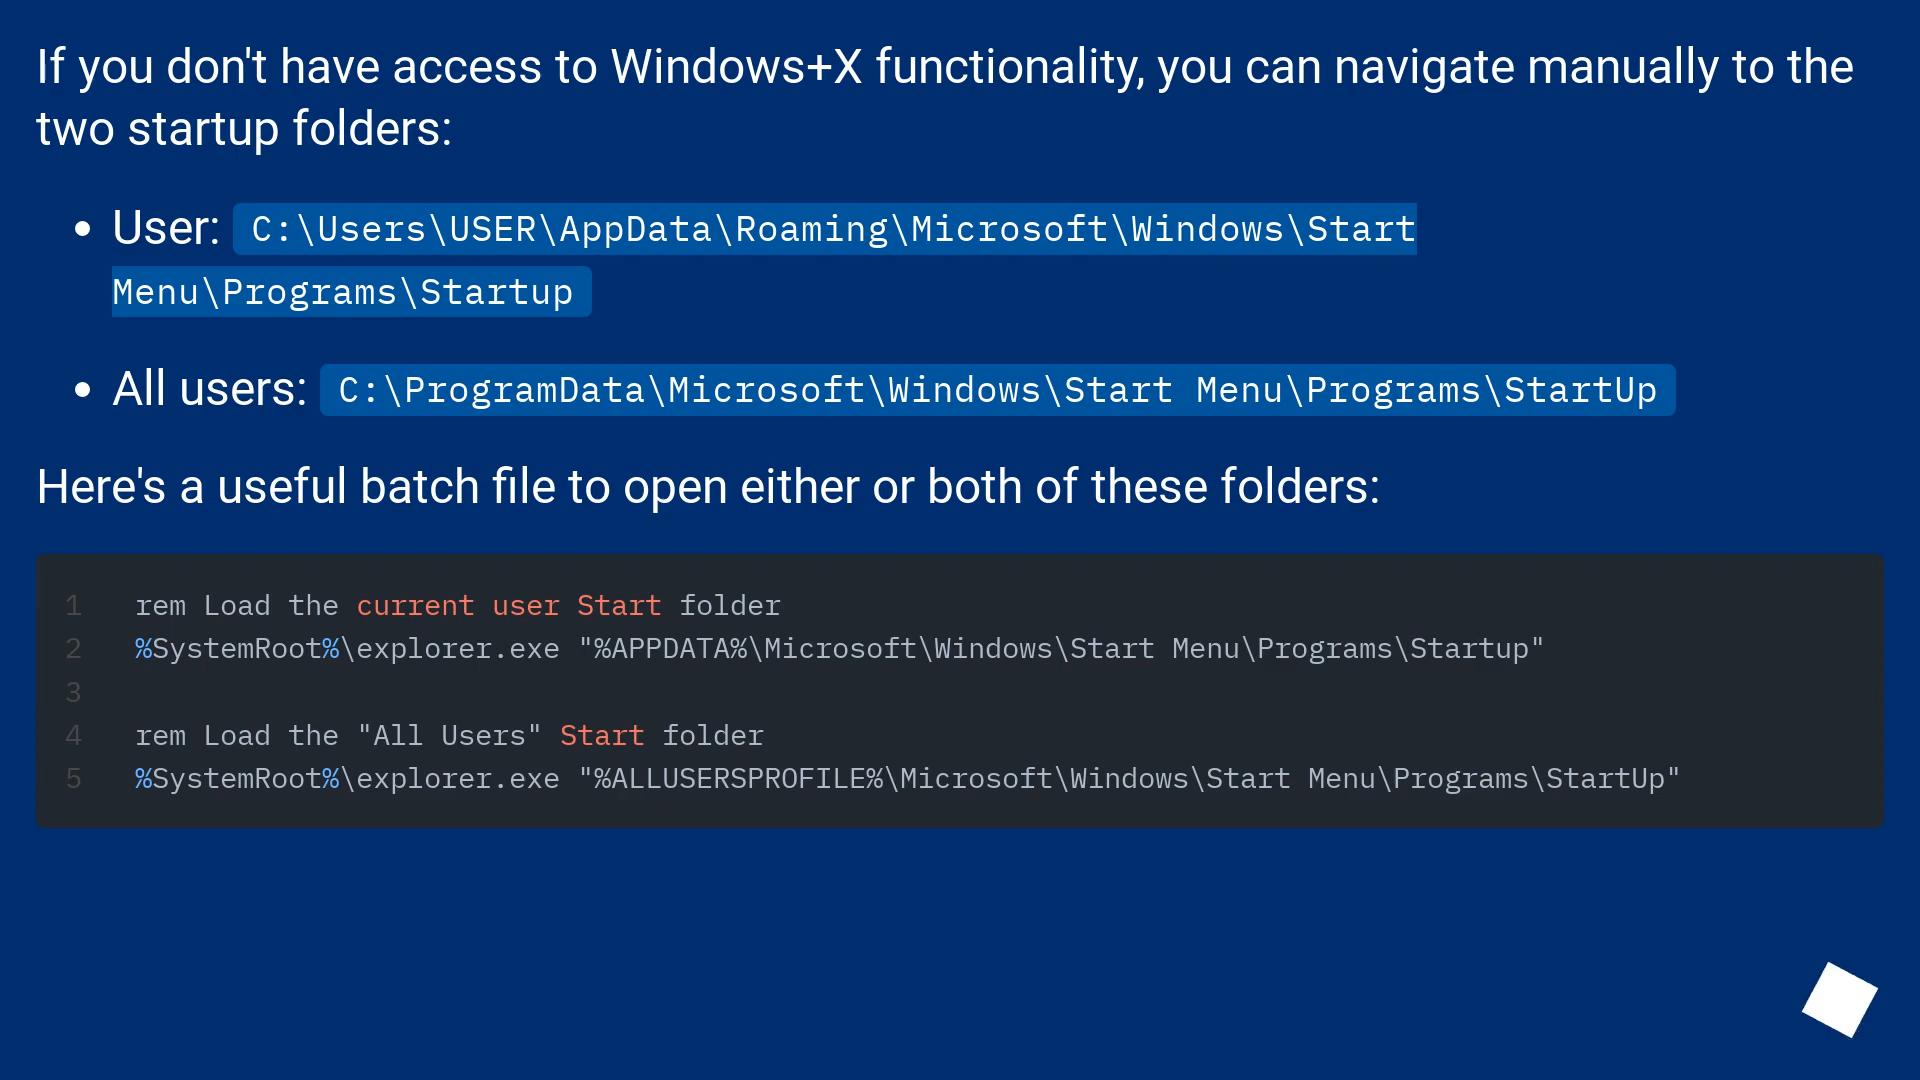 If you don't have access to Windows+X functionality, you can navigate manually to the
two startup folders:
• User: C:\Users\USER\AppData\Roaming\Microsoft\Windows\Start
Menu\Programs\Startup
• All users: C:\ProgramData\Microsoft\Windows\Start Menu\Programs\StartUp
Here's a useful batch file to open either or both of these folders:
1 rem Load the current user Start folder
2 %SystemRoot%\explorer.exe "%APPDATA%\Microsoft\Windows\Start Menu\Programs\Startup"
3
4 rem Load the "All Users" Start folder
5 %SystemRoot%\explorer.exe "%ALLUSERSPROFILE%\Microsoft\Windows\Start Menu\Programs\StartUp"